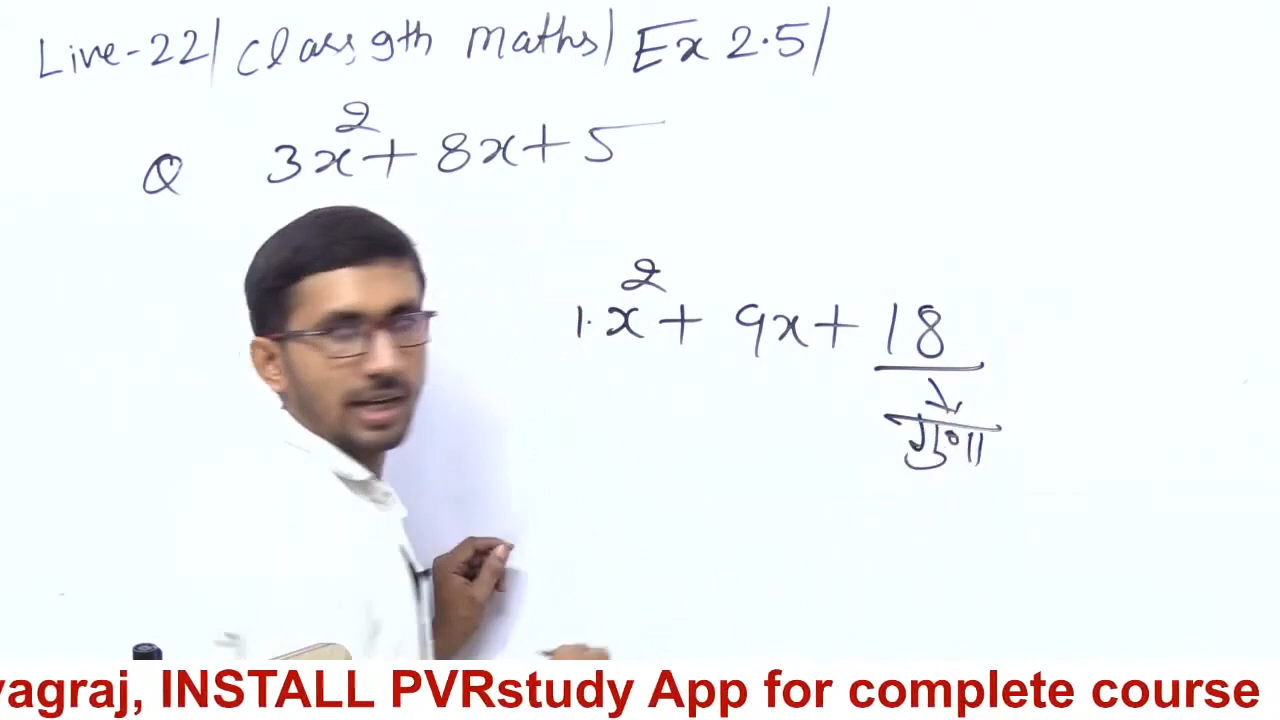 Live-22/ Class 9th maths/ Ex 2.5/
Q 3x²+ 8x+5
1.x²+ 9x+ 18
गुणा
yagraj, INSTALL PVRstudy App for complete course